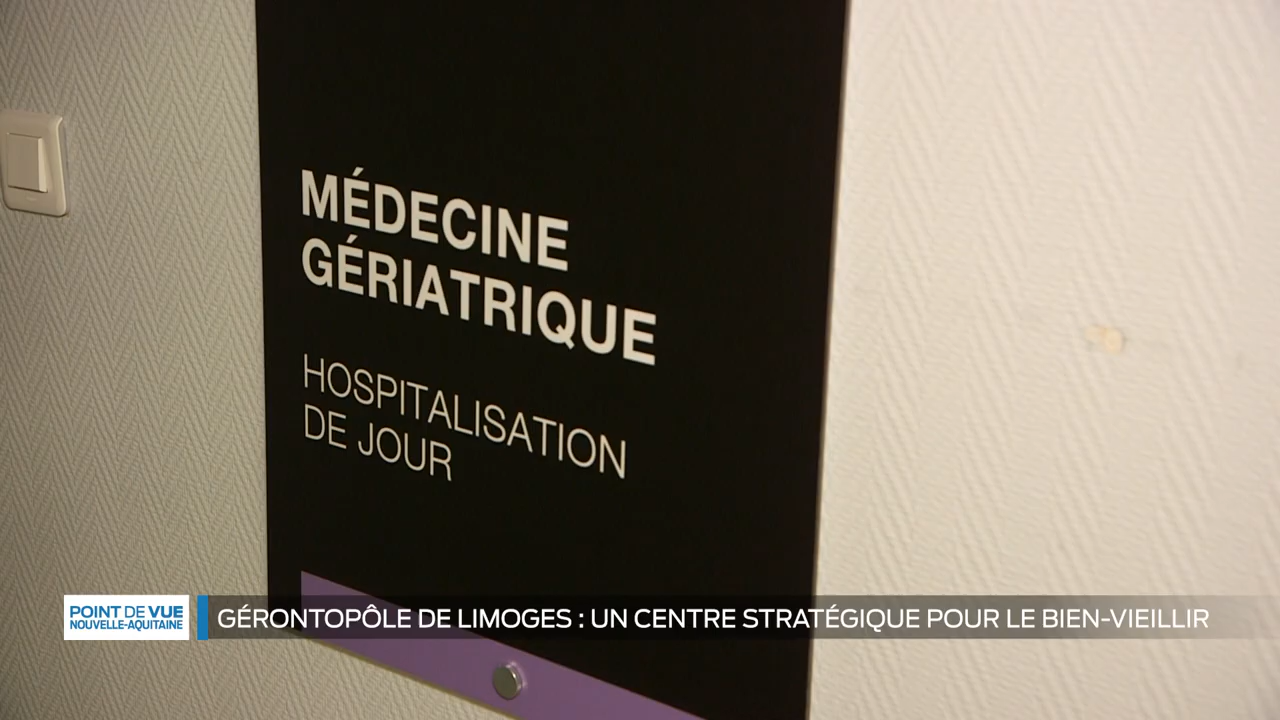 MÉDECINE
GÉRIATRIQUE
HOSPITALISATION
DE JOUR
POINT DE VUE
NOUVELLE-AQUITAINE
GÉRONTOPÔLE DE LIMOGES : UN CENTRE STRATÉGIQUE POUR LE BIEN-VIEILLIR